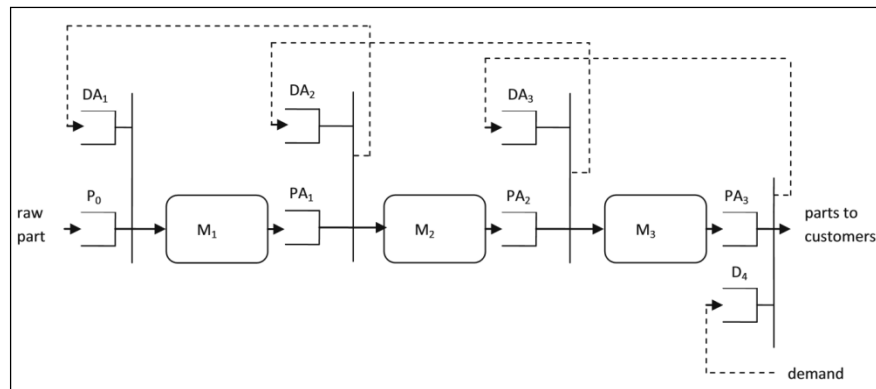 DA₁
DA₂
DA₃
P₀
PA₁
PA₂
PA₃
raw
part
M₁
M₂
M₃
parts to
customers
D₄
demand